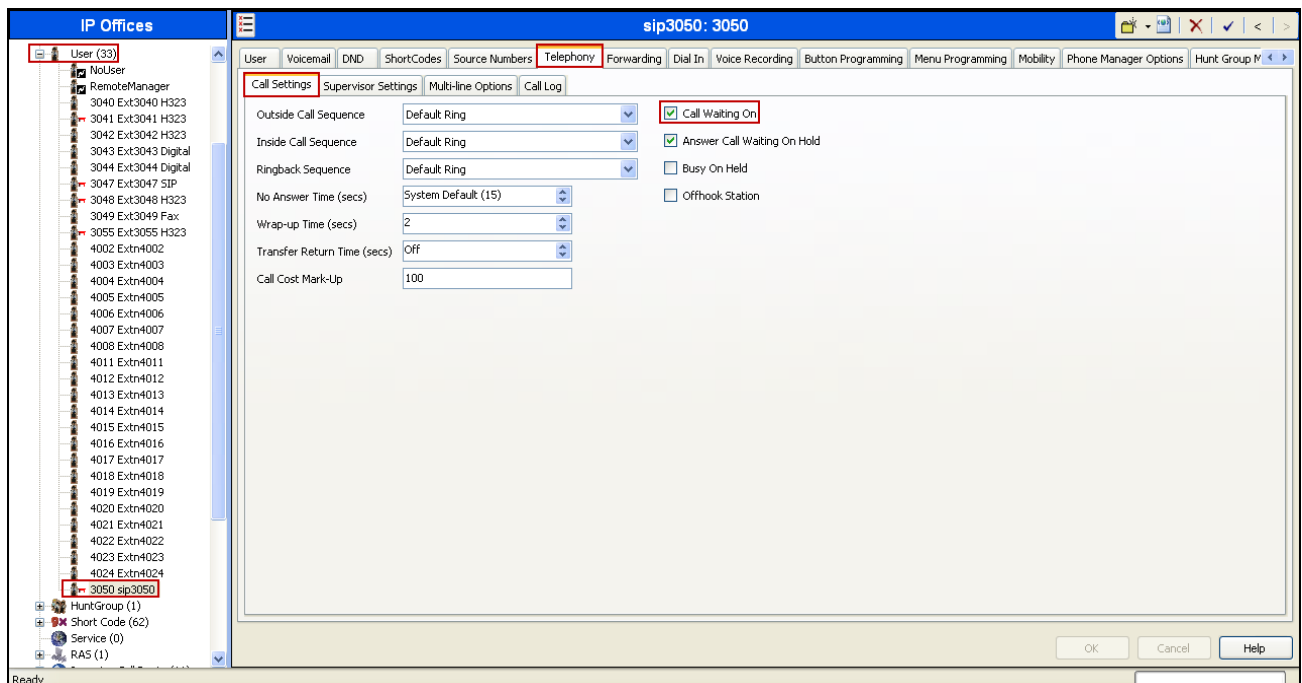 IP Offices
sip3050: 3050
User (33)
NoUser
RemoteManager
3040 Ext3040 H323
3041 Ext3041 H323
3042 Ext3042 H323
3043 Ext3043 Digital
3044 Ext3044 Digital
3047 Ext3047 SIP
3048 Ext3048 H323
3049 Ext3049 Fax
3055 Ext3055 H323
4002 Extn4002
4003 Extn4003
4004 Extn4004
4005 Extn4005
4006 Extn4006
4007 Extn4007
4008 Extn4008
4011 Extn4011
4012 Extn4012
4013 Extn4013
4014 Extn4014
4015 Extn4015
4016 Extn4016
4017 Extn4017
4018 Extn4018
4019 Extn4019
4020 Extn4020
4021 Extn4021
4022 Extn4022
4023 Extn4023
4024 Extn4024
3050 sip3050
HuntGroup (1)
Short Code (62)
Service (0)
RAS (1)
User Voicemail DND ShortCodes Source Numbers Telephony Forwarding Dial In Voice Recording Button Programming Menu Programming Mobility Phone Manager Options Hunt Group M
Call Settings Supervisor Settings Multi-line Options Call Log
Outside Call Sequence Default Ring
Inside Call Sequence Default Ring
Ringback Sequence Default Ring
No Answer Time (secs) System Default (15)
Wrap-up Time (secs) 2
Transfer Return Time (secs) Off
Call Cost Mark-Up 100
Call Waiting On
Answer Call Waiting On Hold
Busy On Held
Offhook Station
OK Cancel Help
Ready